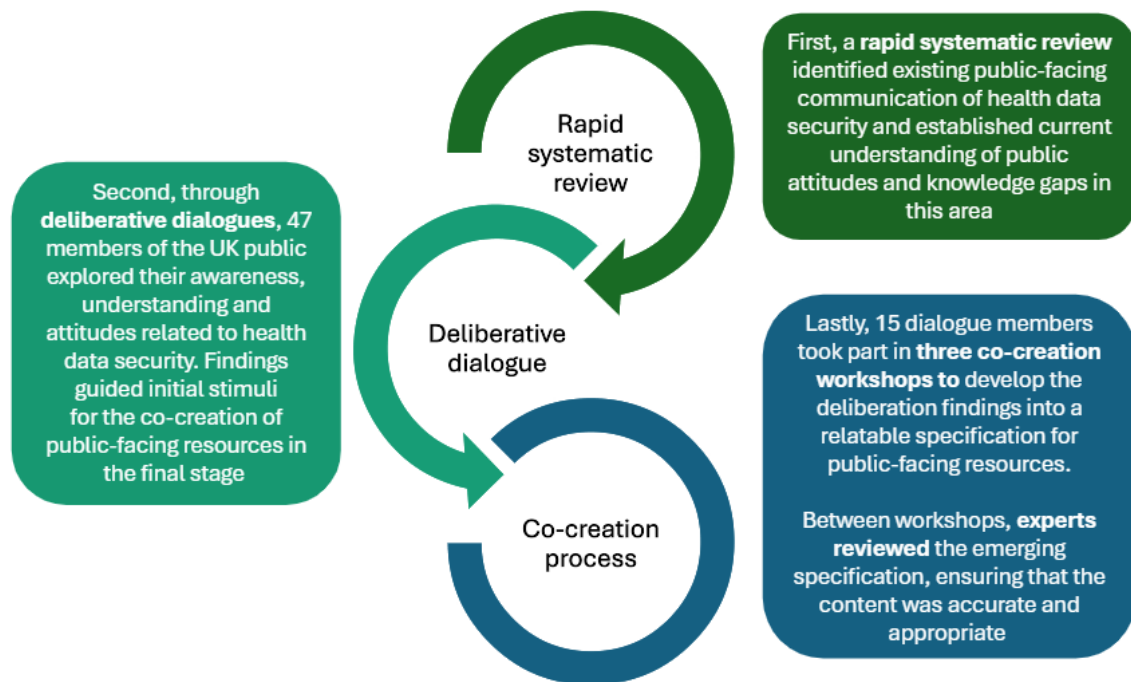 Rapid
systematic
review
First, a rapid systematic review
identified existing public-facing
communication of health data
security and established current
understanding of public
attitudes and knowledge gaps in
this area
Second, through
deliberative dialogues, 47
members of the UK public
explored their awareness,
understanding and
attitudes related to health
data security. Findings
guided initial stimuli
for the co-creation of
public-facing resources in
the final stage
Deliberative
dialogue
Co-creation
process
Lastly, 15 dialogue members
took part in three co-creation
workshops to develop the
deliberation findings into a
relatable specification for
public-facing resources.
Between workshops, experts
reviewed the emerging
specification, ensuring that the
content was accurate and
appropriate